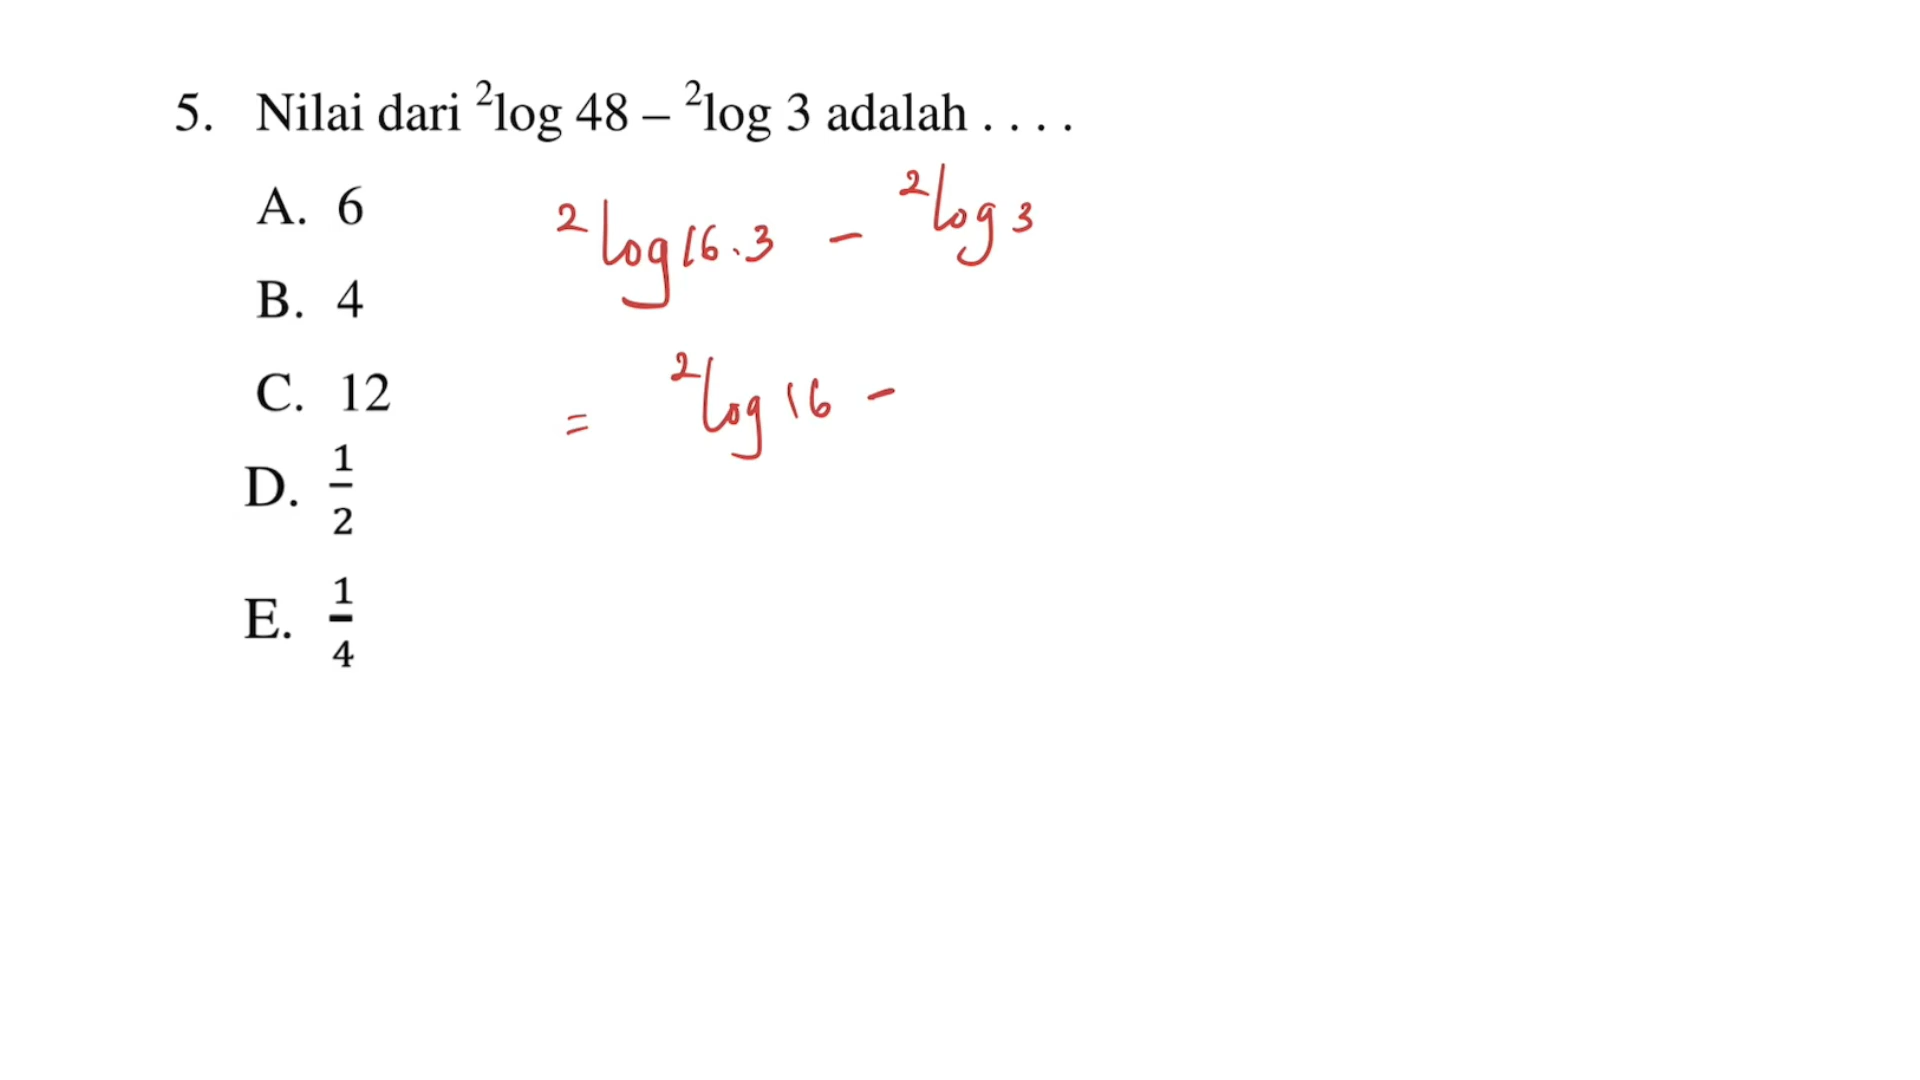 5. Nilai dari ²log 48 – ²log 3 adalah . . . .
A. 6
B. 4
C. 12
D. 1/2
E. 1/4
²log 16.3 - ²log 3
= ²log 16 -